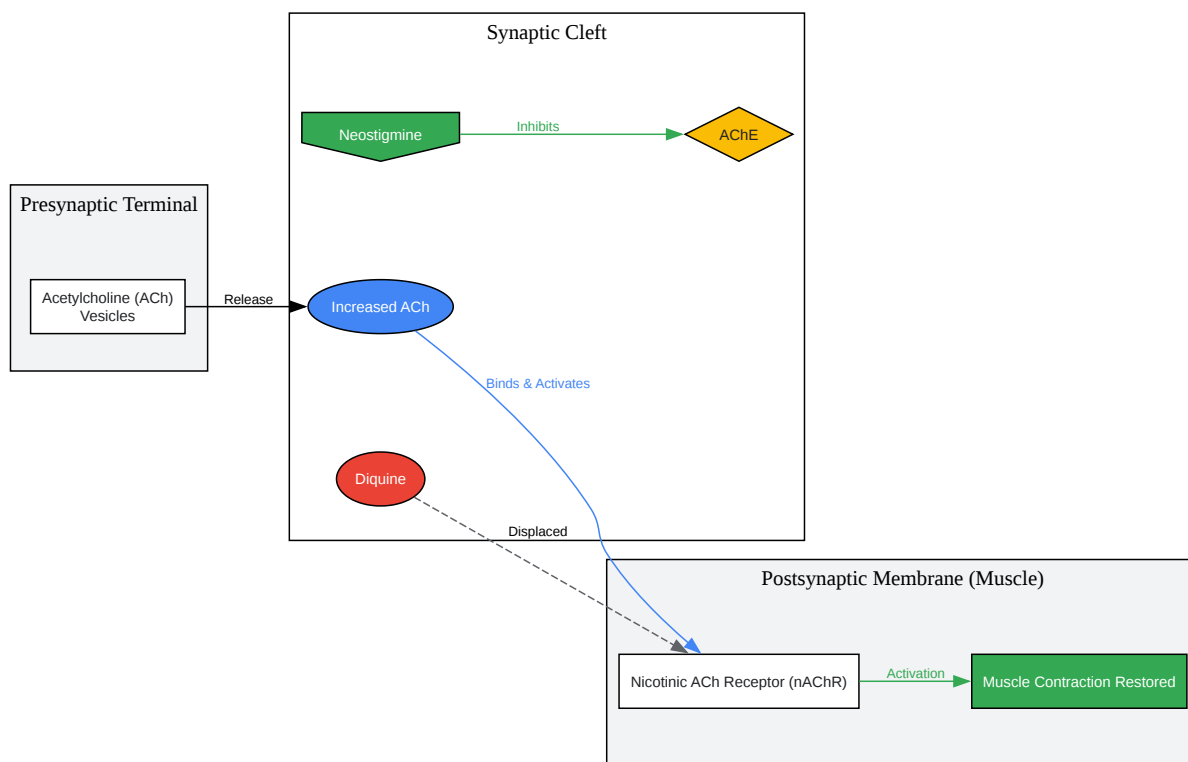 Synaptic Cleft
Neostigmine
Inhibits
AChE
Presynaptic Terminal
Acetylcholine (ACh)
Vesicles
Release
Increased ACh
Binds & Activates
Diquine
Displaced
Postsynaptic Membrane (Muscle)
Nicotinic ACh Receptor (nAChR)
Activation
Muscle Contraction Restored